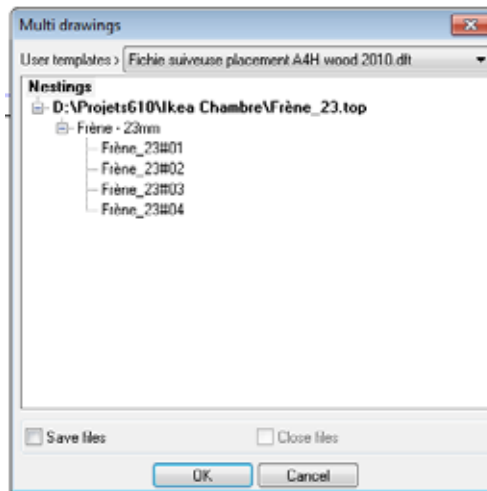 Multi drawings
User templates > Fichie suiveuse placement A4H wood 2010.dft
Nestings
D:\Projets610\Ikea Chambre\Frène_23.top
Frène - 23mm
Frène_23#01
Frène_23#02
Frène_23#03
Frène_23#04
Save files Close files
OK Cancel